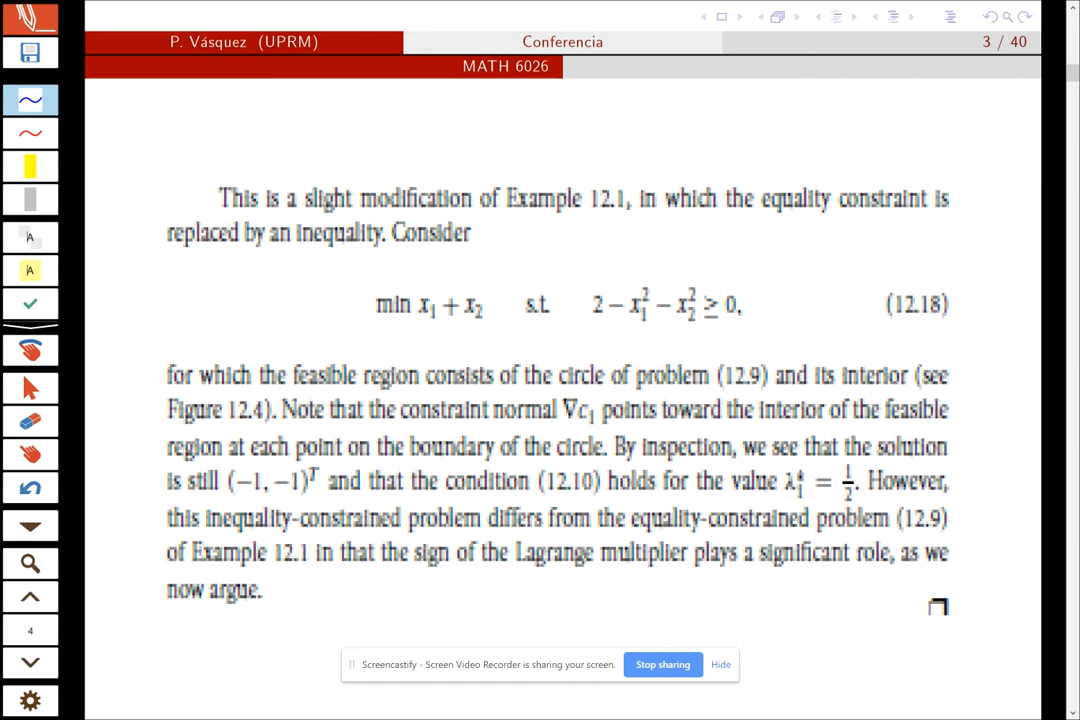 P. Vásquez (UPRM)
Conferencia
3 / 40
MATH 6026
This is a slight modification of Example 12.1, in which the equality constraint is
replaced by an inequality. Consider
min x₁ + x₂ s.t. 2 − x₁² − x₂² ≥ 0, (12.18)
for which the feasible region consists of the circle of problem (12.9) and its interior (see
Figure 12.4). Note that the constraint normal ∇c₁ points toward the interior of the feasible
region at each point on the boundary of the circle. By inspection, we see that the solution
is still (−1, −1)ᵀ and that the condition (12.10) holds for the value λ₁* = 1/2. However,
this inequality-constrained problem differs from the equality-constrained problem (12.9)
of Example 12.1 in that the sign of the Lagrange multiplier plays a significant role, as we
now argue.
A
A
4
Screencastify - Screen Video Recorder is sharing your screen.
Stop sharing
Hide